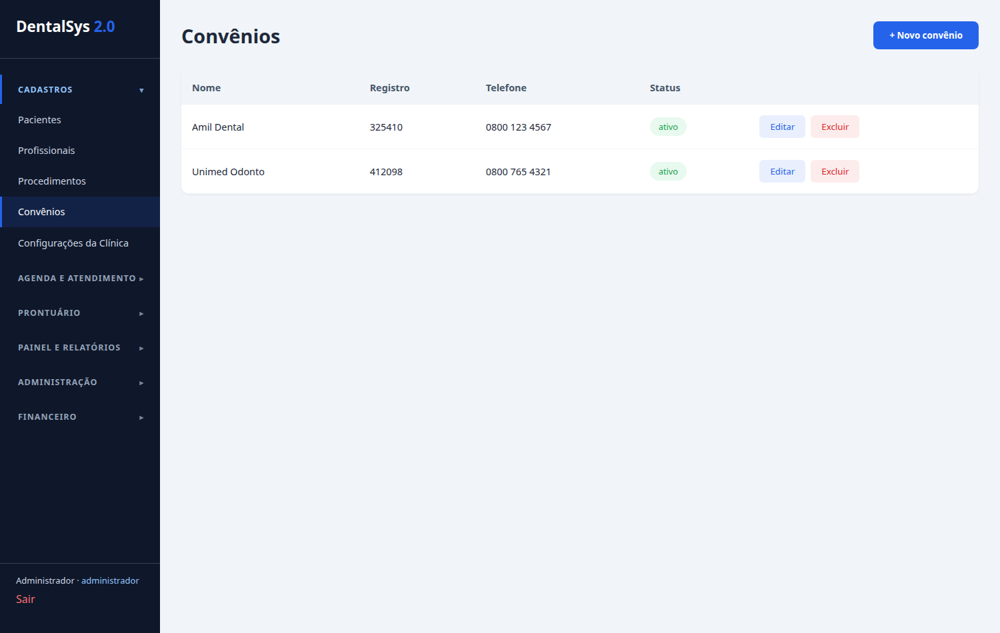 DentalSys 2.0
CADASTROS ▾
Pacientes
Profissionais
Procedimentos
Convênios
Configurações da Clínica
AGENDA E ATENDIMENTO ▸
PRONTUÁRIO ▸
PAINEL E RELATÓRIOS ▸
ADMINISTRAÇÃO ▸
FINANCEIRO ▸
Administrador · administrador
Sair
Convênios
+ Novo convênio
Nome Registro Telefone Status
Amil Dental 325410 0800 123 4567 ativo Editar Excluir
Unimed Odonto 412098 0800 765 4321 ativo Editar Excluir